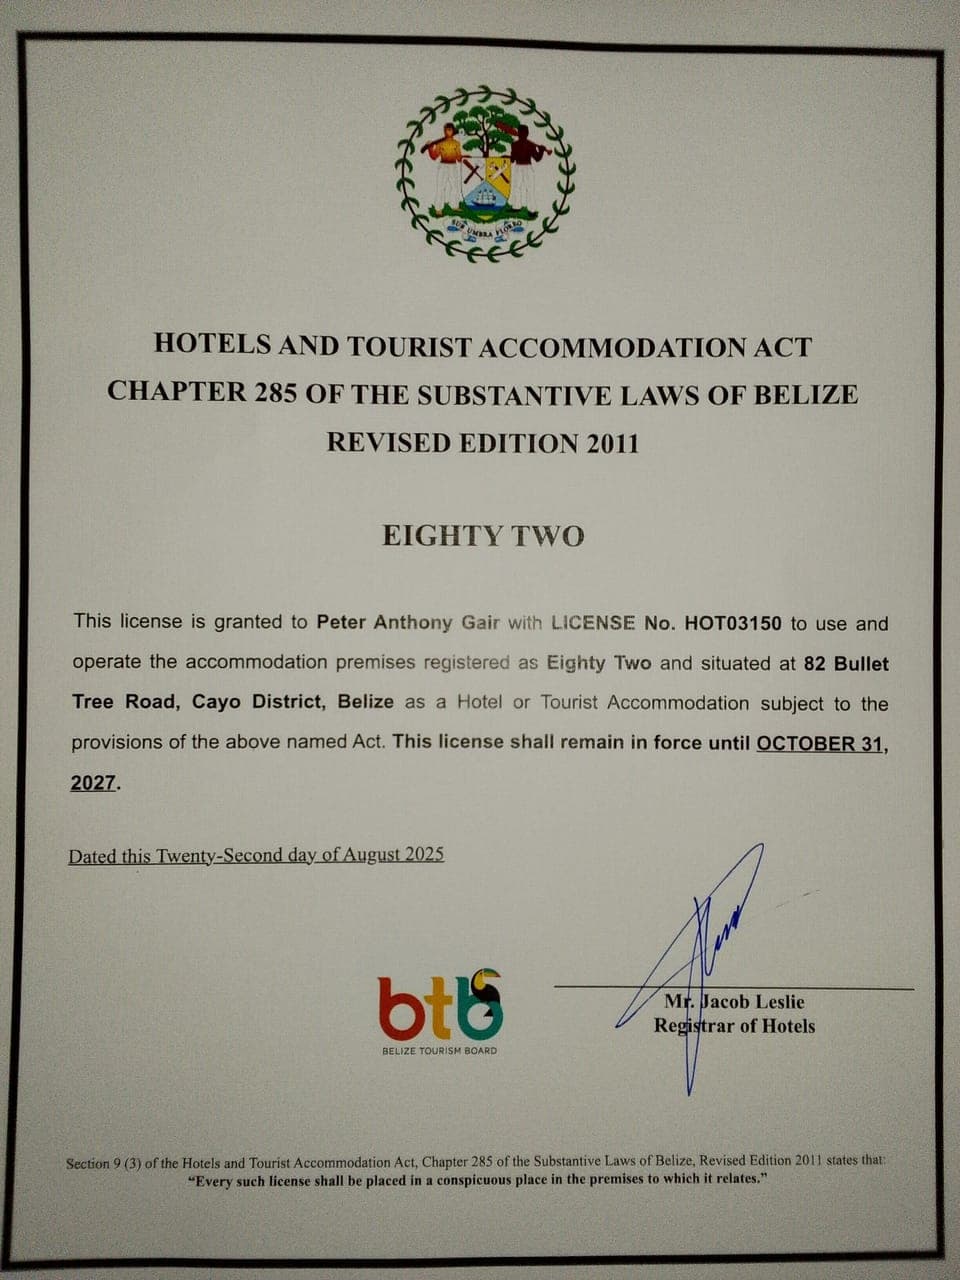 SUB UMBRA FLOREO
HOTELS AND TOURIST ACCOMMODATION ACT
CHAPTER 285 OF THE SUBSTANTIVE LAWS OF BELIZE
REVISED EDITION 2011
EIGHTY TWO
This license is granted to Peter Anthony Gair with LICENSE No. HOT03150 to use and
operate the accommodation premises registered as Eighty Two and situated at 82 Bullet
Tree Road, Cayo District, Belize as a Hotel or Tourist Accommodation subject to the
provisions of the above named Act. This license shall remain in force until OCTOBER 31,
2027.
Dated this Twenty-Second day of August 2025
btb
BELIZE TOURISM BOARD
Mr. Jacob Leslie
Registrar of Hotels
Section 9 (3) of the Hotels and Tourist Accommodation Act, Chapter 285 of the Substantive Laws of Belize, Revised Edition 2011 states that:
“Every such license shall be placed in a conspicuous place in the premises to which it relates.”